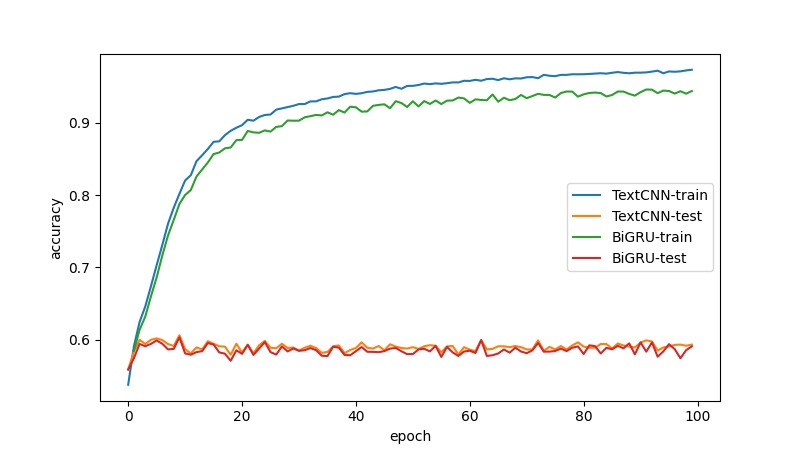 accuracy
0.9
0.8
0.7
0.6
0
20
40
60
80
100
epoch
TextCNN-train
TextCNN-test
BiGRU-train
BiGRU-test